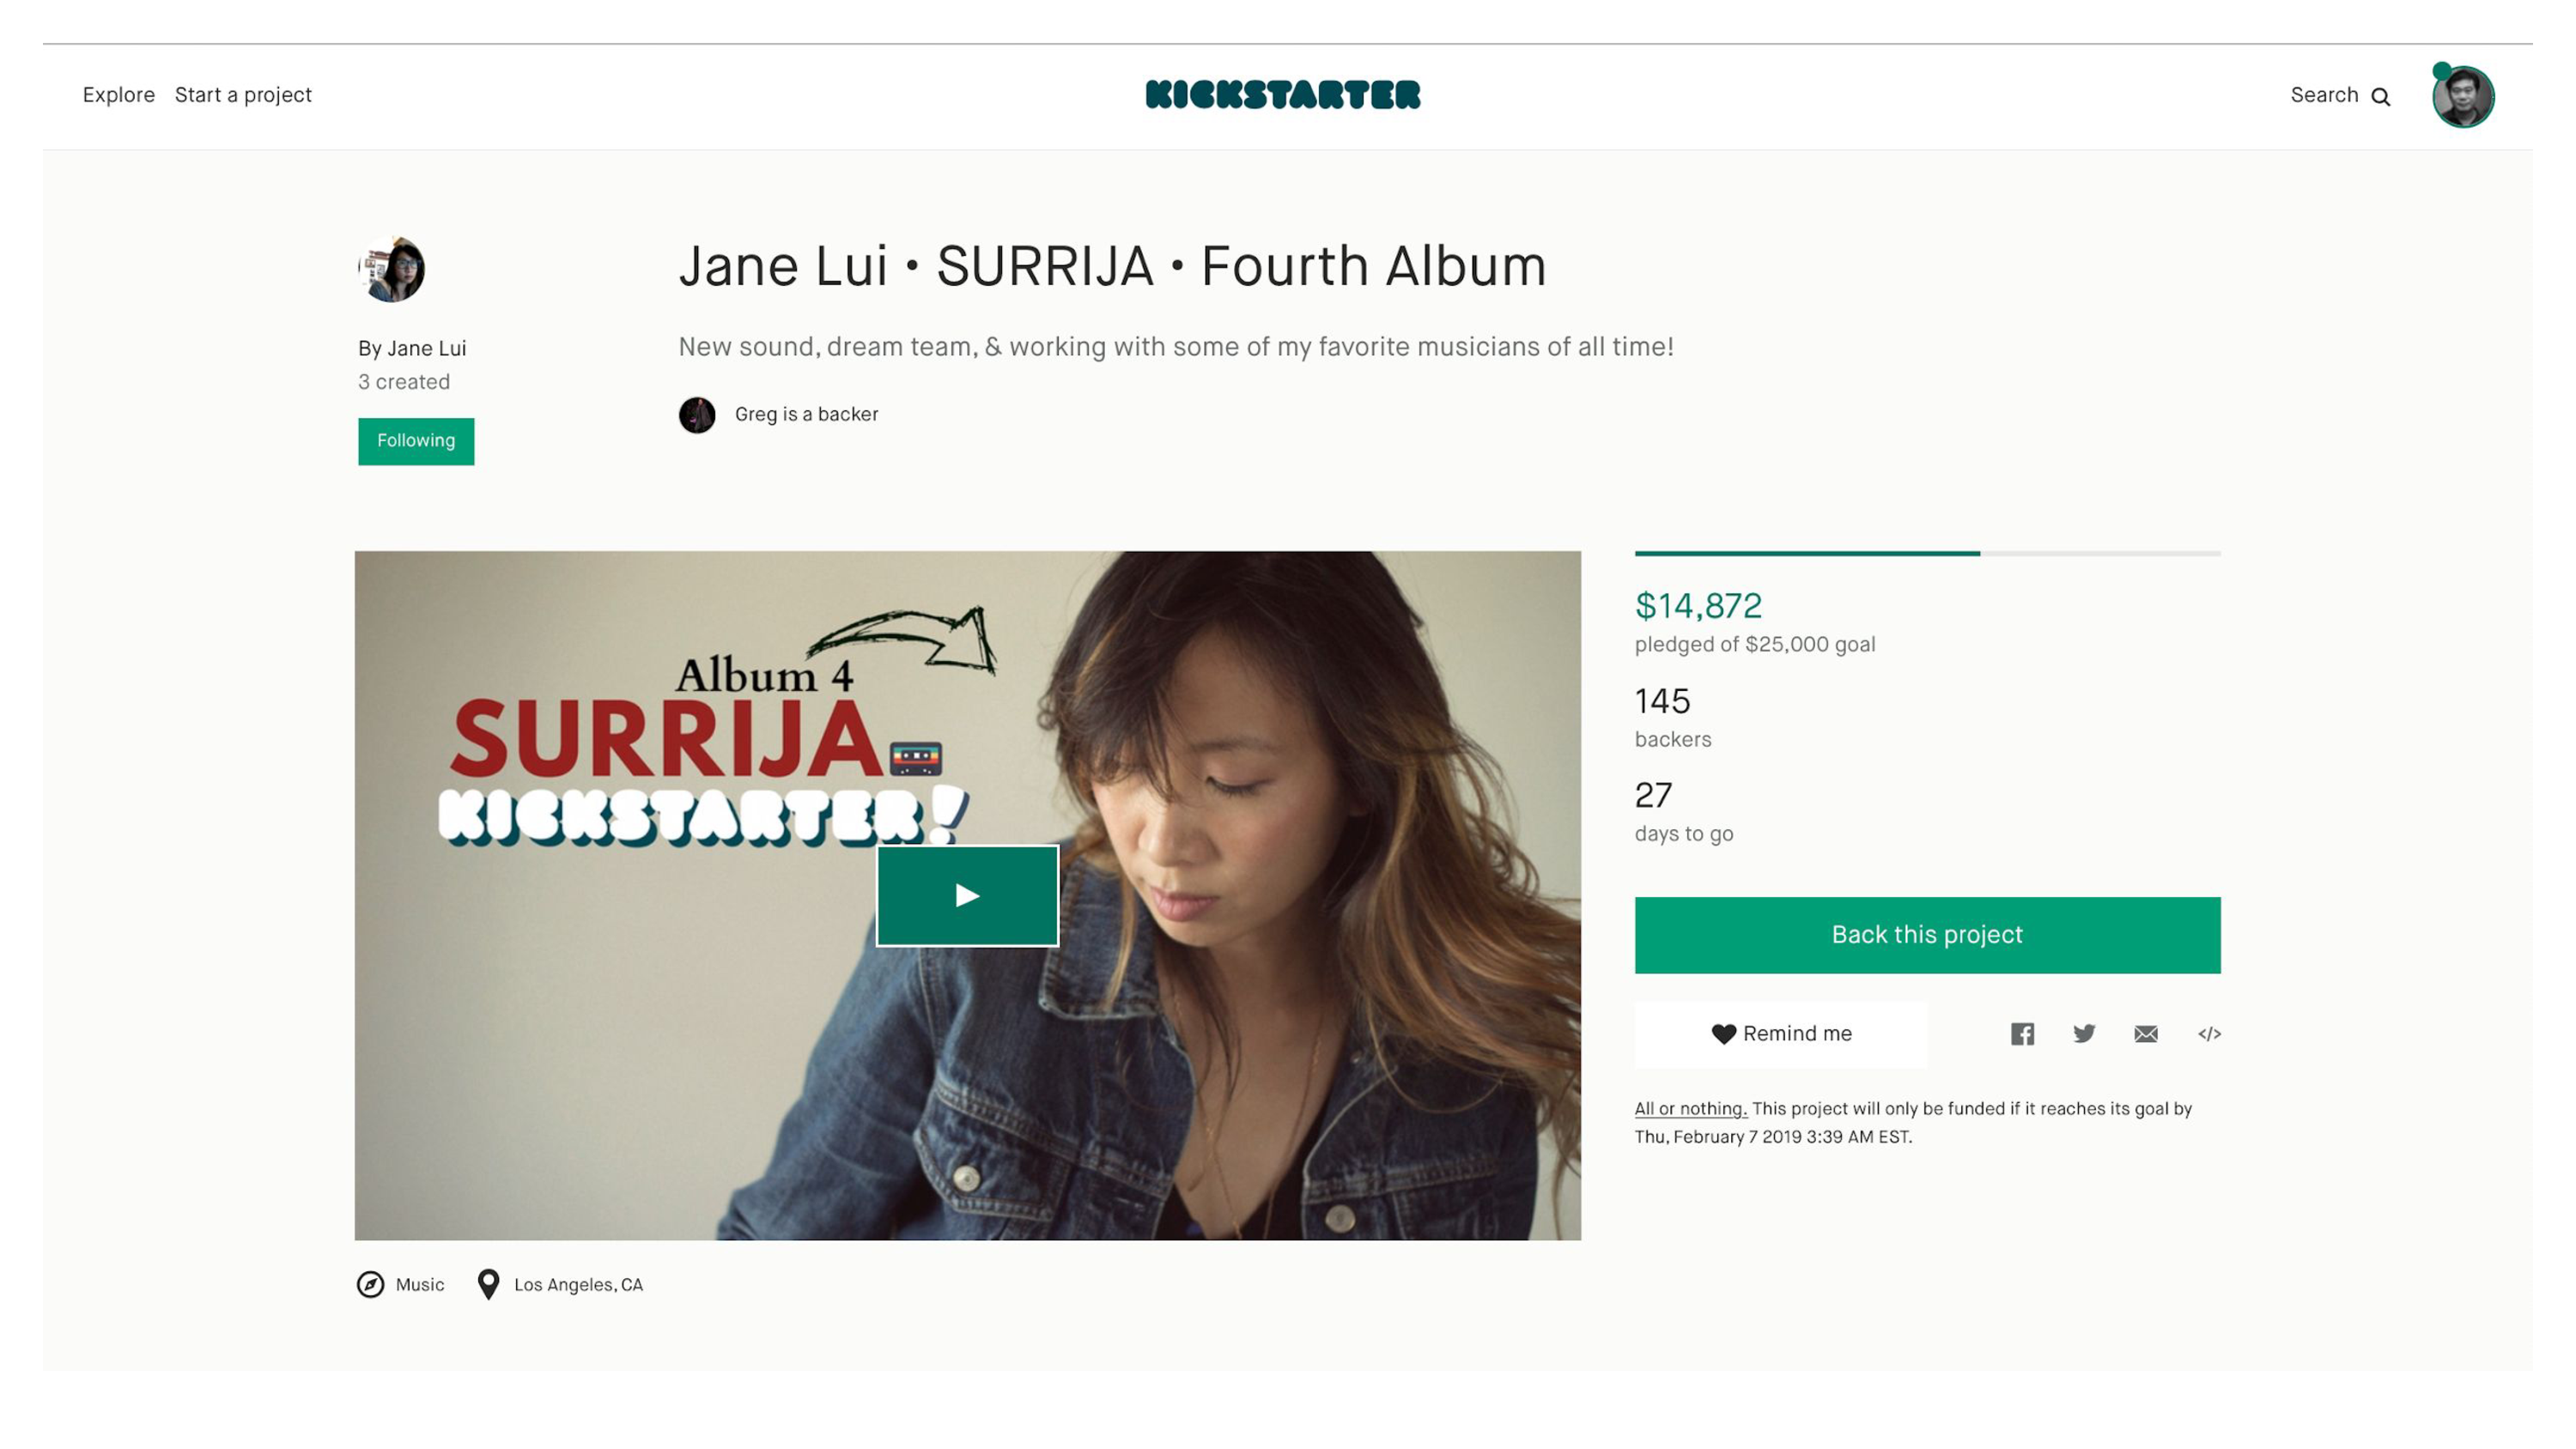 Explore Start a project
KICKSTARTER
Search
Jane Lui • SURRIJA • Fourth Album
New sound, dream team, & working with some of my favorite musicians of all time!
Greg is a backer
By Jane Lui
3 created
Following
Album 4
SURRIJA
KICKSTARTER!
$14,872
pledged of $25,000 goal
145
backers
27
days to go
Back this project
Remind me
</>
All or nothing. This project will only be funded if it reaches its goal by
Thu, February 7 2019 3:39 AM EST.
Music
Los Angeles, CA